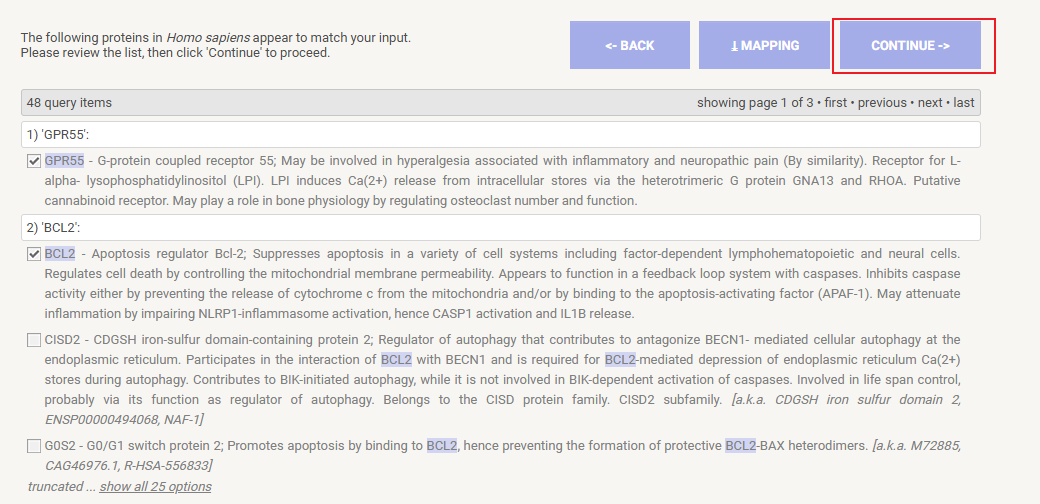 The following proteins in Homo sapiens appear to match your input.
Please review the list, then click 'Continue' to proceed.
<- BACK
⤓ MAPPING
CONTINUE ->
48 query items
showing page 1 of 3 • first • previous • next • last
1) 'GPR55':
GPR55 - G-protein coupled receptor 55; May be involved in hyperalgesia associated with inflammatory and neuropathic pain (By similarity). Receptor for L-
alpha- lysophosphatidylinositol (LPI). LPI induces Ca(2+) release from intracellular stores via the heterotrimeric G protein GNA13 and RHOA. Putative
cannabinoid receptor. May play a role in bone physiology by regulating osteoclast number and function.
2) 'BCL2':
BCL2 - Apoptosis regulator Bcl-2; Suppresses apoptosis in a variety of cell systems including factor-dependent lymphohematopoietic and neural cells.
Regulates cell death by controlling the mitochondrial membrane permeability. Appears to function in a feedback loop system with caspases. Inhibits caspase
activity either by preventing the release of cytochrome c from the mitochondria and/or by binding to the apoptosis-activating factor (APAF-1). May attenuate
inflammation by impairing NLRP1-inflammasome activation, hence CASP1 activation and IL1B release.
CISD2 - CDGSH iron-sulfur domain-containing protein 2; Regulator of autophagy that contributes to antagonize BECN1- mediated cellular autophagy at the
endoplasmic reticulum. Participates in the interaction of BCL2 with BECN1 and is required for BCL2-mediated depression of endoplasmic reticulum Ca(2+)
stores during autophagy. Contributes to BIK-initiated autophagy, while it is not involved in BIK-dependent activation of caspases. Involved in life span control,
probably via its function as regulator of autophagy. Belongs to the CISD protein family. CISD2 subfamily. [a.k.a. CDGSH iron sulfur domain 2,
ENSP00000494068, NAF-1]
G0S2 - G0/G1 switch protein 2; Promotes apoptosis by binding to BCL2, hence preventing the formation of protective BCL2-BAX heterodimers. [a.k.a. M72885,
CAG46976.1, R-HSA-556833]
truncated ... show all 25 options